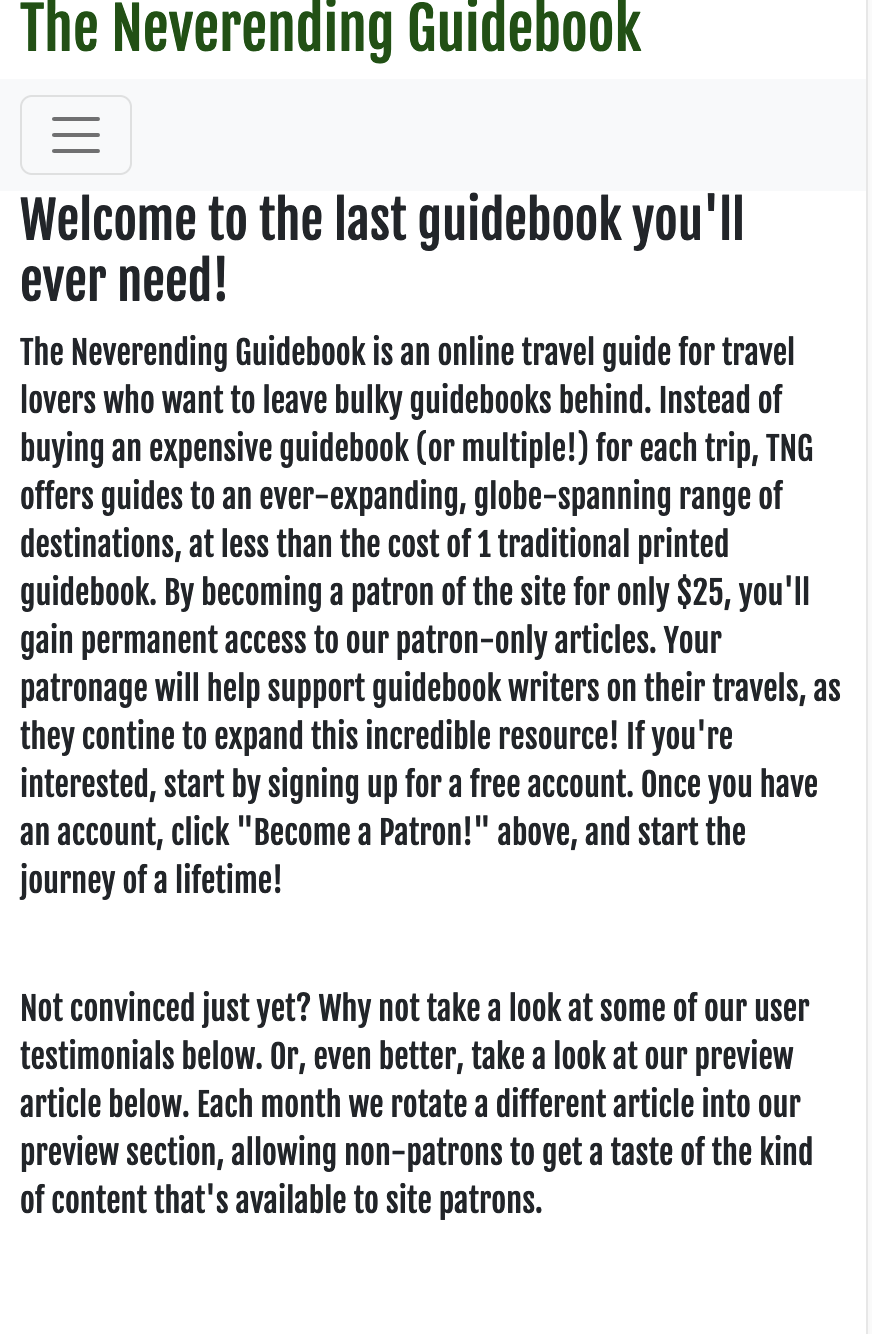 The Neverending Guidebook
Welcome to the last guidebook you'll
ever need!
The Neverending Guidebook is an online travel guide for travel
lovers who want to leave bulky guidebooks behind. Instead of
buying an expensive guidebook (or multiple!) for each trip, TNG
offers guides to an ever-expanding, globe-spanning range of
destinations, at less than the cost of 1 traditional printed
guidebook. By becoming a patron of the site for only $25, you'll
gain permanent access to our patron-only articles. Your
patronage will help support guidebook writers on their travels, as
they contine to expand this incredible resource! If you're
interested, start by signing up for a free account. Once you have
an account, click "Become a Patron!" above, and start the
journey of a lifetime!
Not convinced just yet? Why not take a look at some of our user
testimonials below. Or, even better, take a look at our preview
article below. Each month we rotate a different article into our
preview section, allowing non-patrons to get a taste of the kind
of content that's available to site patrons.